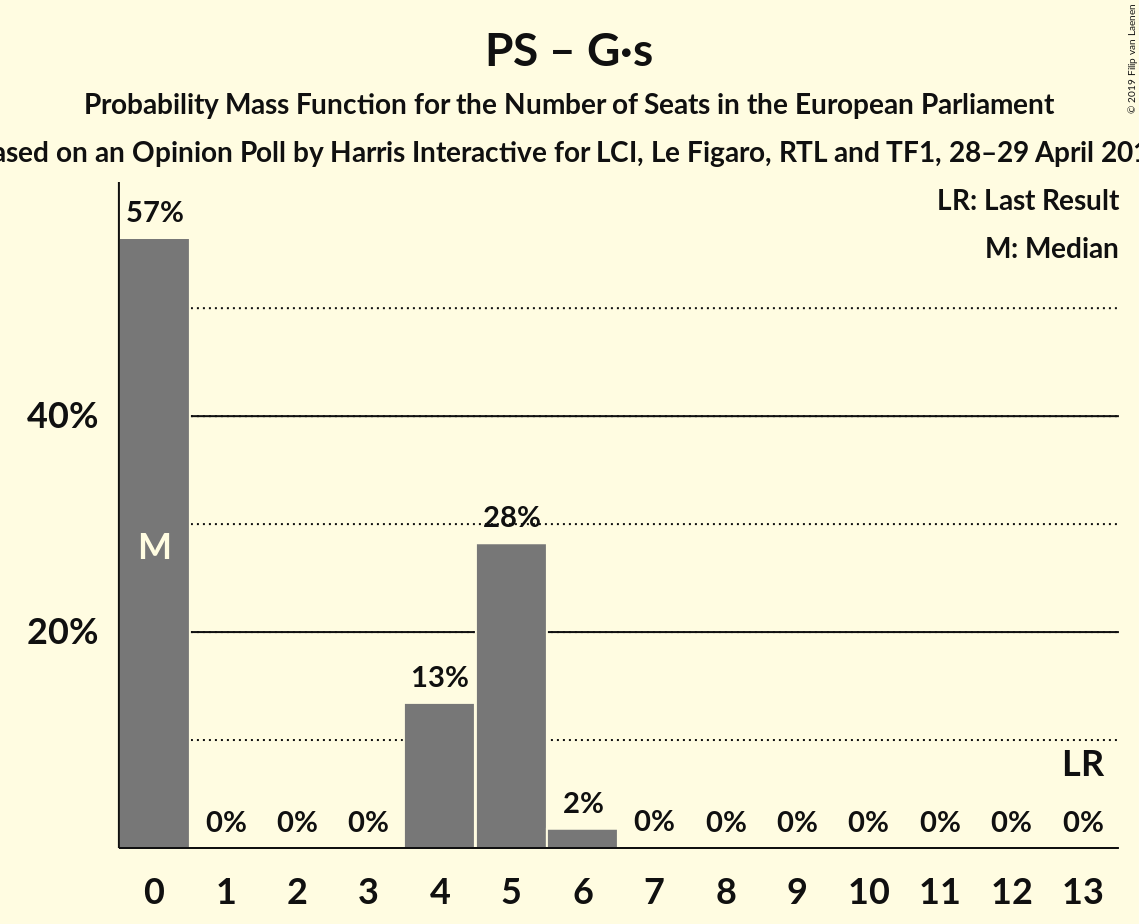 PS – G·s
Probability Mass Function for the Number of Seats in the European Parliament
ased on an Opinion Poll by Harris Interactive for LCI, Le Figaro, RTL and TF1, 28–29 April 201
© 2019 Filip van Laenen
LR: Last Result
M: Median
57%
40%
28%
M
20%
13%
LR
2%
0% 0% 0% 0% 0% 0% 0% 0% 0% 0%
0 1 2 3 4 5 6 7 8 9 10 11 12 13